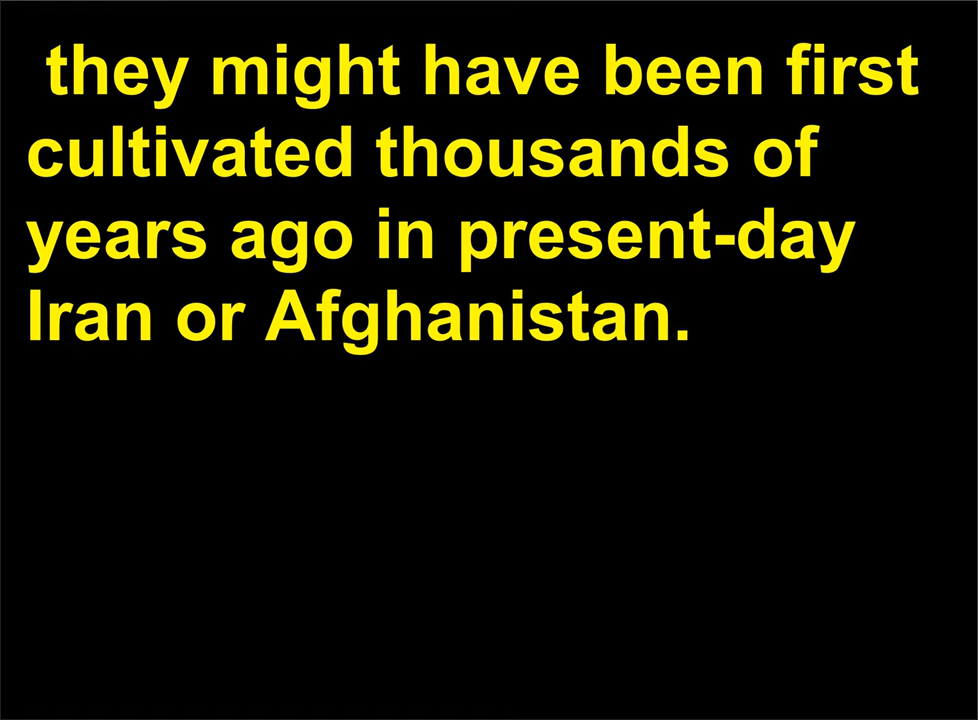 they might have been first
cultivated thousands of
years ago in present-day
Iran or Afghanistan.